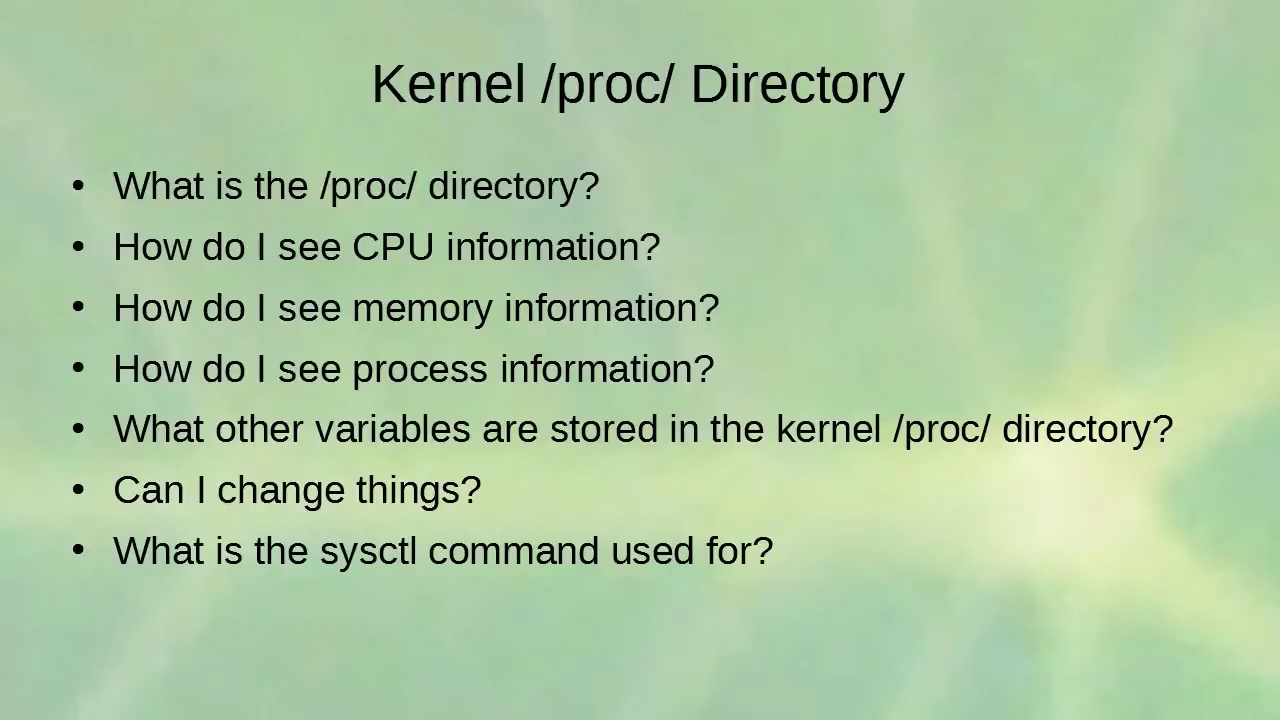 Kernel /proc/ Directory
• What is the /proc/ directory?
• How do I see CPU information?
• How do I see memory information?
• How do I see process information?
• What other variables are stored in the kernel /proc/ directory?
• Can I change things?
• What is the sysctl command used for?